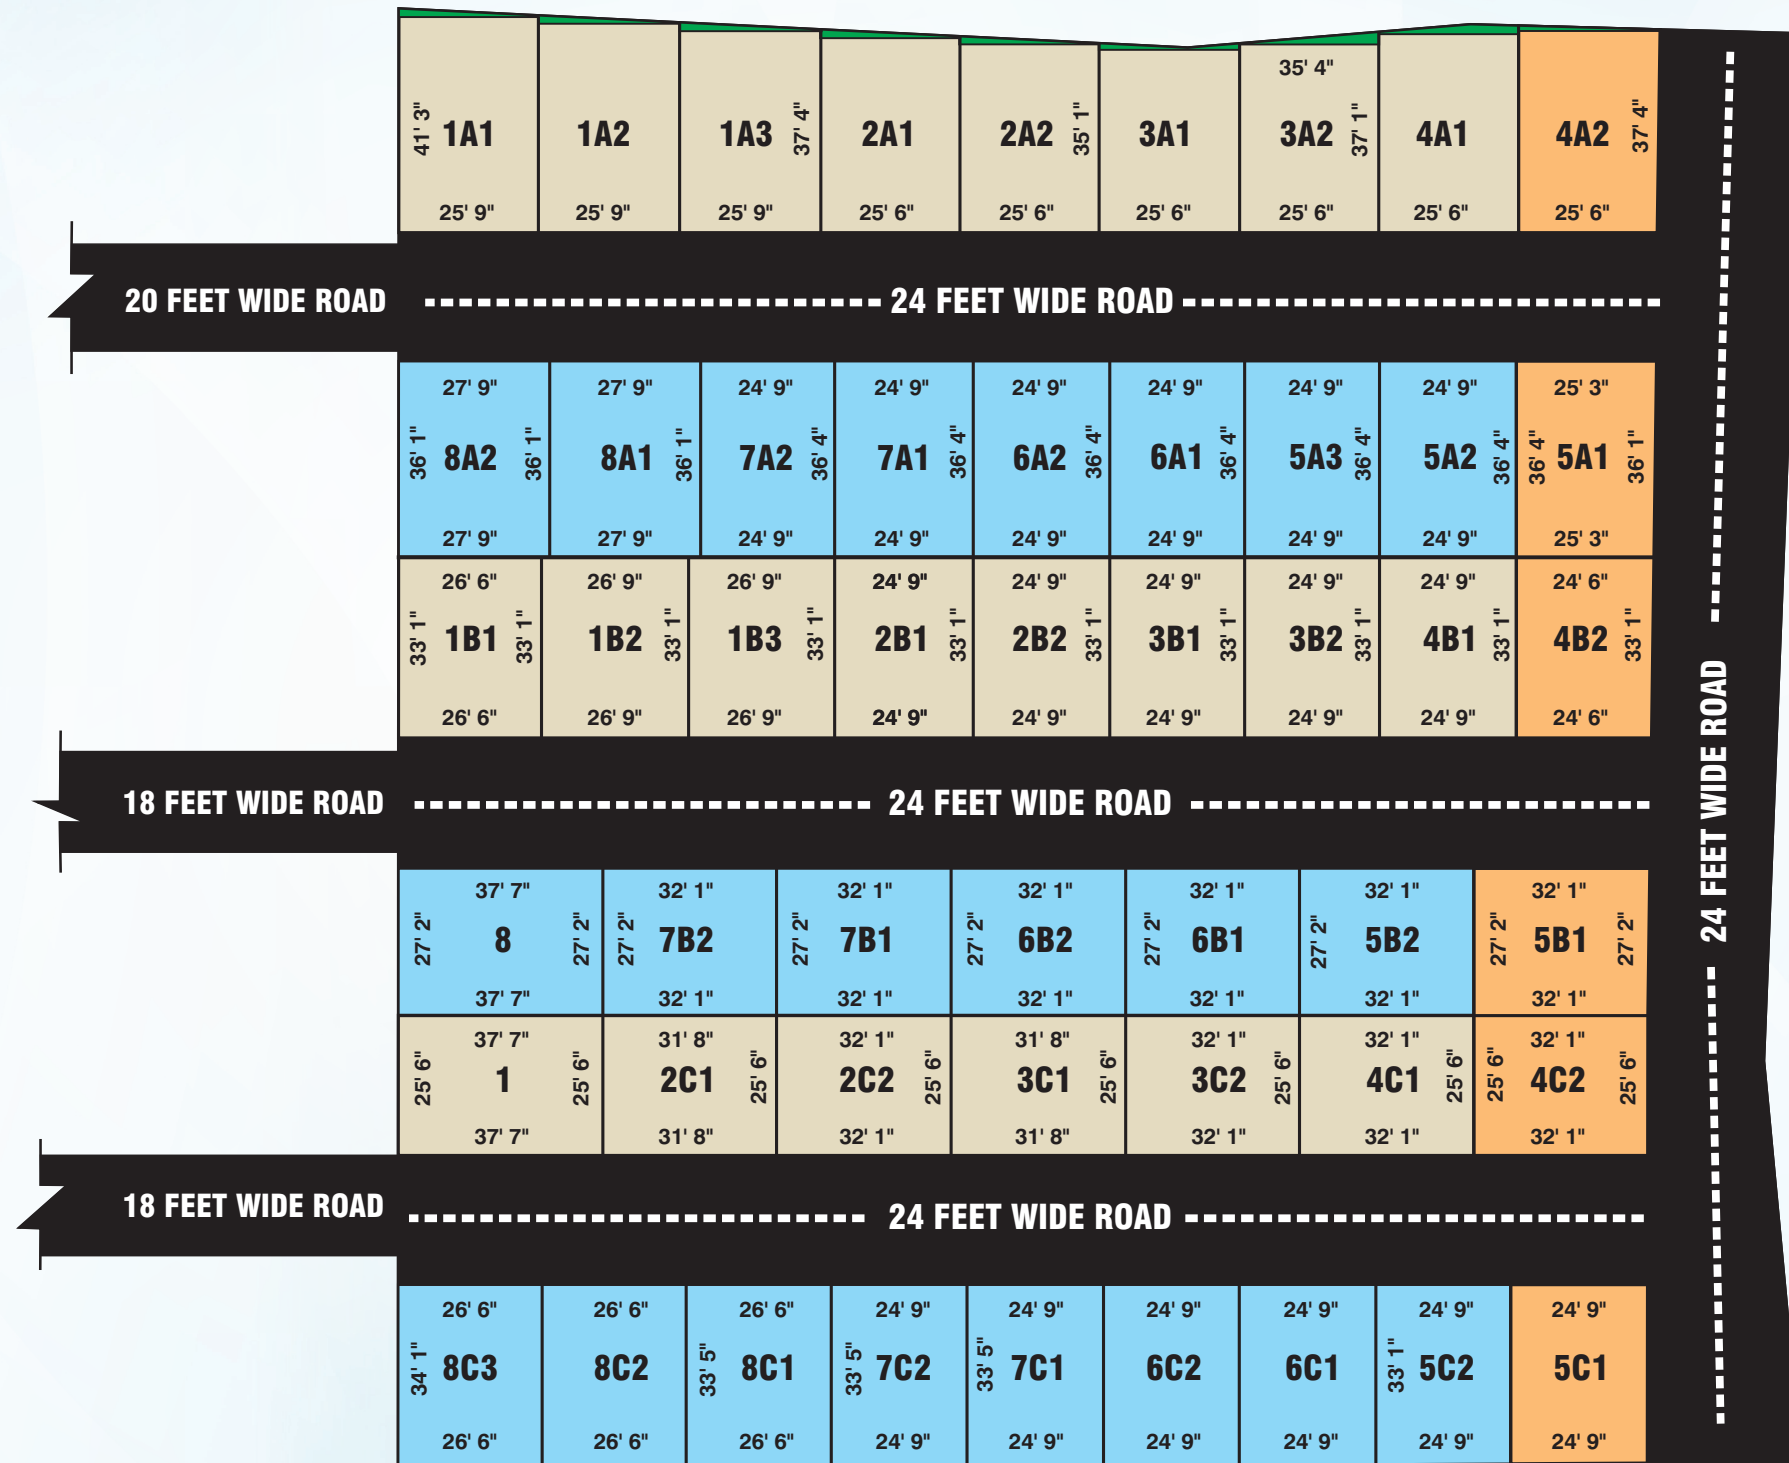 35' 4"
41' 3" 1A1 1A2 1A3 37' 4" 2A1 2A2 35' 1" 3A1 3A2 37' 1" 4A1 4A2 37' 4"
25' 9" 25' 9" 25' 9" 25' 6" 25' 6" 25' 6" 25' 6" 25' 6" 25' 6"
20 FEET WIDE ROAD 24 FEET WIDE ROAD
27' 9" 27' 9" 24' 9" 24' 9" 24' 9" 24' 9" 24' 9" 24' 9" 25' 3"
36' 1" 8A2 36' 1" 8A1 36' 1" 7A2 36' 4" 7A1 36' 4" 6A2 36' 4" 6A1 36' 4" 5A3 36' 4" 5A2 36' 4" 36' 4" 5A1 36' 1"
27' 9" 27' 9" 24' 9" 24' 9" 24' 9" 24' 9" 24' 9" 24' 9" 25' 3"
26' 6" 26' 9" 26' 9" 24' 9" 24' 9" 24' 9" 24' 9" 24' 9" 24' 6"
33' 1" 1B1 33' 1" 1B2 33' 1" 1B3 33' 1" 2B1 33' 1" 2B2 33' 1" 3B1 33' 1" 3B2 33' 1" 4B1 33' 1" 4B2 33' 1"
26' 6" 26' 9" 26' 9" 24' 9" 24' 9" 24' 9" 24' 9" 24' 9" 24' 6"
18 FEET WIDE ROAD 24 FEET WIDE ROAD
24 FEET WIDE ROAD
37' 7" 32' 1" 32' 1" 32' 1" 32' 1" 32' 1" 32' 1"
27' 2" 8 27' 2" 27' 2" 7B2 27' 2" 7B1 27' 2" 6B2 27' 2" 6B1 27' 2" 5B2 27' 2" 5B1 27' 2"
37' 7" 32' 1" 32' 1" 32' 1" 32' 1" 32' 1" 32' 1"
37' 7" 31' 8" 32' 1" 31' 8" 32' 1" 32' 1" 32' 1"
25' 6" 1 25' 6" 2C1 25' 6" 2C2 25' 6" 3C1 25' 6" 3C2 25' 6" 4C1 25' 6" 25' 6" 4C2 25' 6"
37' 7" 31' 8" 32' 1" 31' 8" 32' 1" 32' 1" 32' 1"
18 FEET WIDE ROAD 24 FEET WIDE ROAD
26' 6" 26' 6" 26' 6" 24' 9" 24' 9" 24' 9" 24' 9" 24' 9" 24' 9"
34' 1" 8C3 8C2 33' 5" 8C1 33' 5" 7C2 33' 5" 7C1 6C2 6C1 33' 1" 5C2 5C1
26' 6" 26' 6" 26' 6" 24' 9" 24' 9" 24' 9" 24' 9" 24' 9" 24' 9"